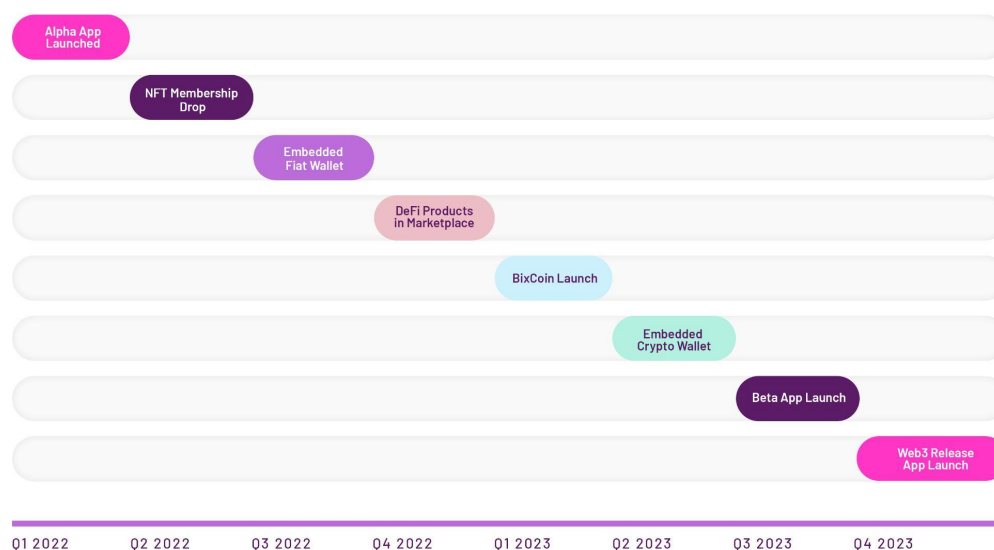 Alpha App
Launched
NFT Membership
Drop
Embedded
Fiat Wallet
DeFi Products
in Marketplace
BixCoin Launch
Embedded
Crypto Wallet
Beta App Launch
Web3 Release
App Launch
Q1 2022 Q2 2022 Q3 2022 Q4 2022 Q1 2023 Q2 2023 Q3 2023 Q4 2023